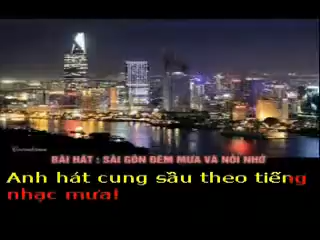 BÀI HÁT : SÀI GÒN ĐÊM MƯA VÀ NỖI NHỚ
Anh hát cung sầu theo tiếng
nhạc mưa!